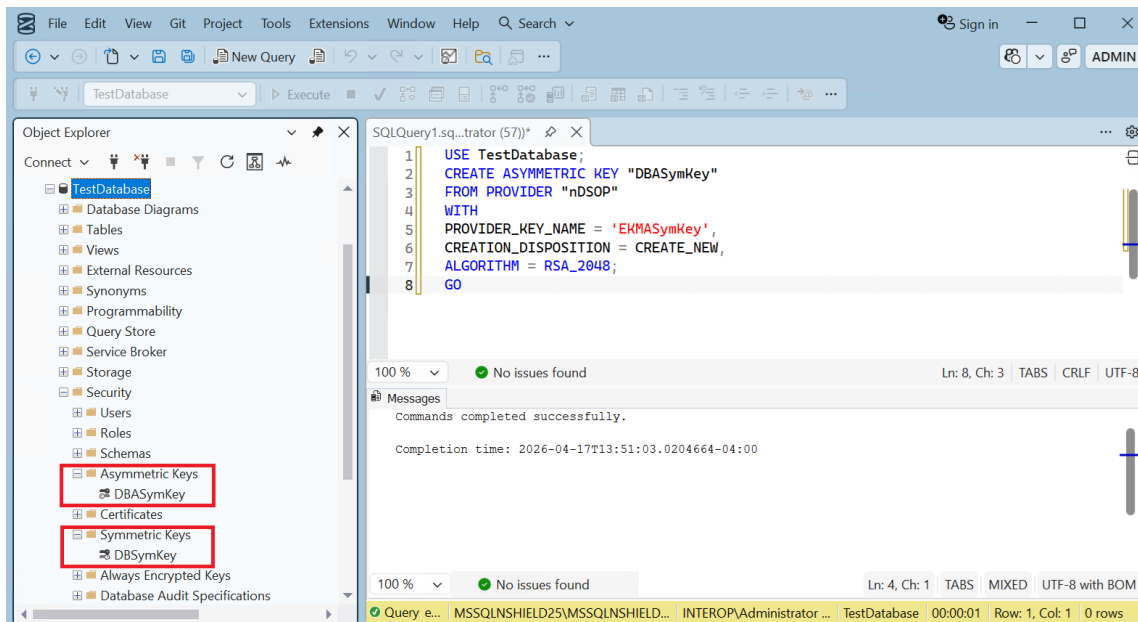 File Edit View Git Project Tools Extensions Window Help Search Sign in
New Query ADMIN
TestDatabase Execute
Object Explorer
Connect
TestDatabase
Database Diagrams
Tables
Views
External Resources
Synonyms
Programmability
Query Store
Service Broker
Storage
Security
Users
Roles
Schemas
Asymmetric Keys
DBASymKey
Certificates
Symmetric Keys
DBSymKey
Always Encrypted Keys
Database Audit Specifications
SQLQuery1.sq...trator (57))*
1 USE TestDatabase;
2 CREATE ASYMMETRIC KEY "DBASymKey"
3 FROM PROVIDER "nDSOP"
4 WITH
5 PROVIDER_KEY_NAME = 'EKMASymKey',
6 CREATION_DISPOSITION = CREATE_NEW,
7 ALGORITHM = RSA_2048;
8 GO
100 % No issues found Ln: 8, Ch: 3 TABS CRLF UTF-8
Messages
Commands completed successfully.
Completion time: 2026-04-17T13:51:03.0204664-04:00
100 % No issues found Ln: 4, Ch: 1 TABS MIXED UTF-8 with BOM
Query e... MSSQLNSHIELD25\MSSQLNSHIELD... INTEROP\Administrator ... TestDatabase 00:00:01 Row: 1, Col: 1 0 rows